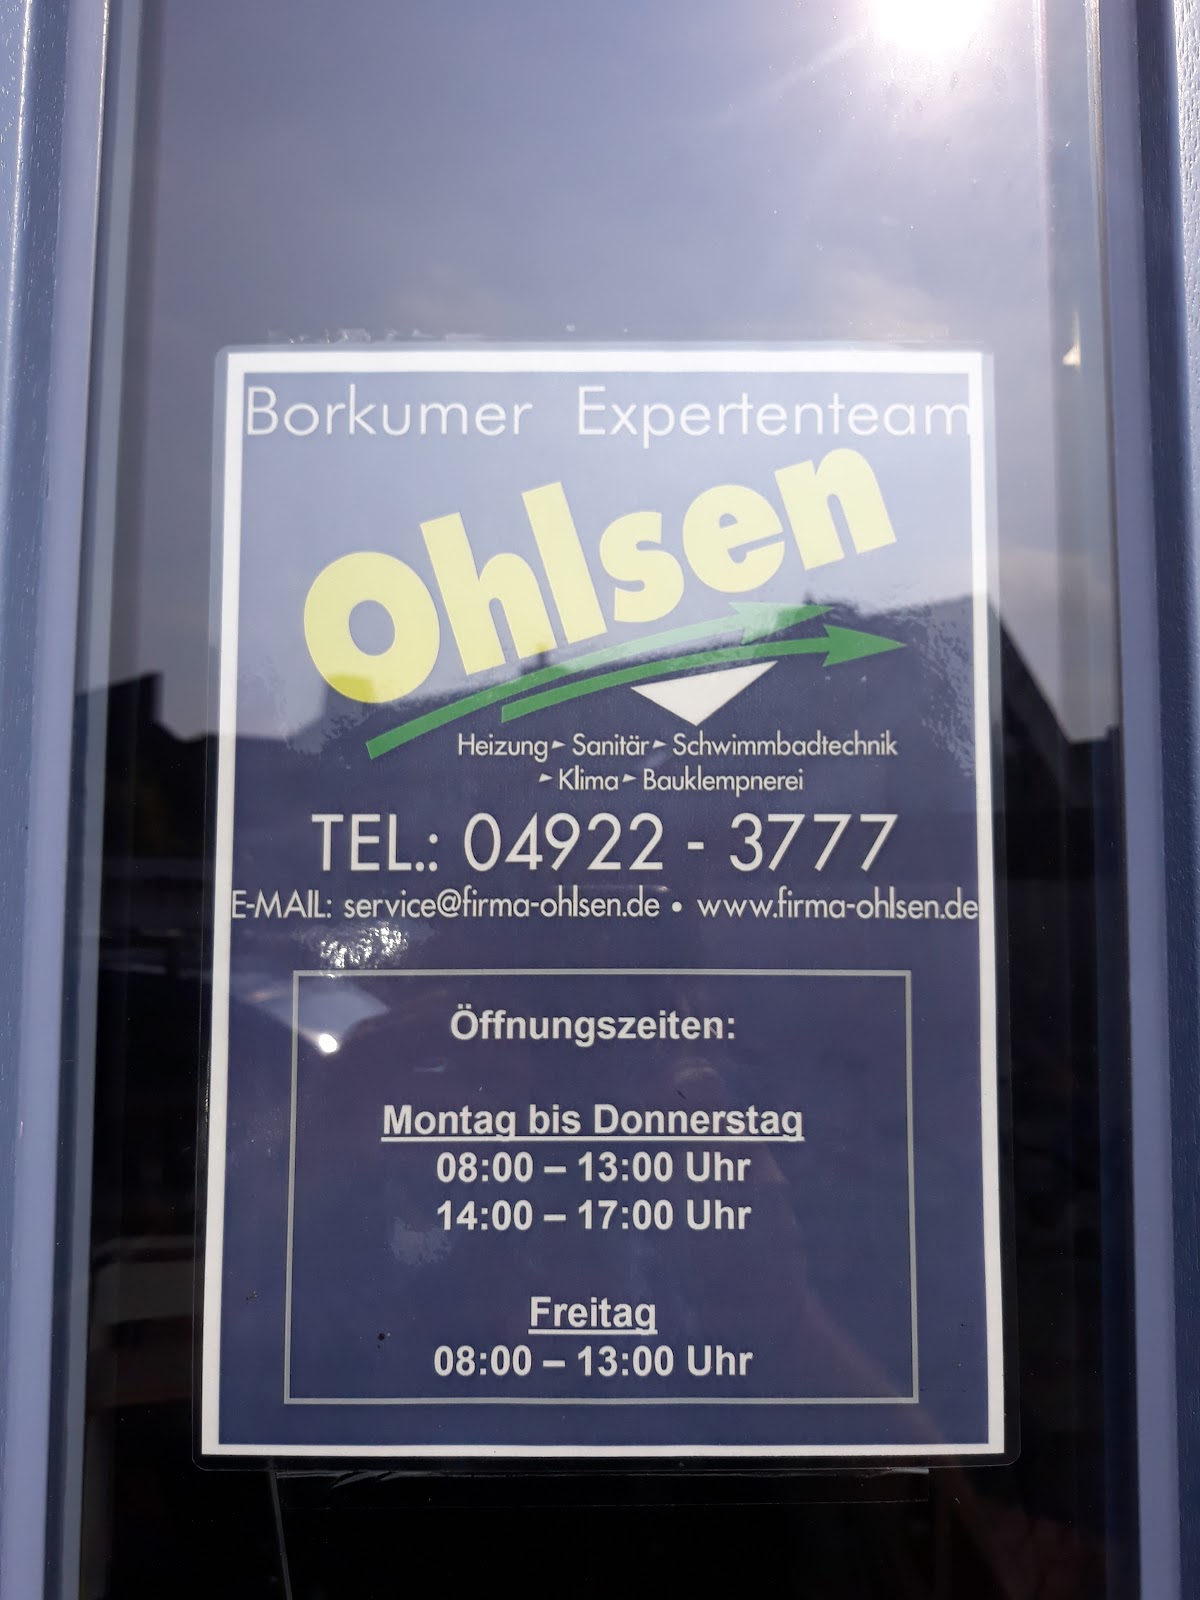 Borkumer Expertenteam
Ohlsen
Heizung ► Sanitär ► Schwimmbadtechnik
► Klima ► Bauklempnerei
TEL.: 04922 - 3777
E-MAIL: service@firma-ohlsen.de • www.firma-ohlsen.de
Öffnungszeiten:
Montag bis Donnerstag
08:00 – 13:00 Uhr
14:00 – 17:00 Uhr
Freitag
08:00 – 13:00 Uhr